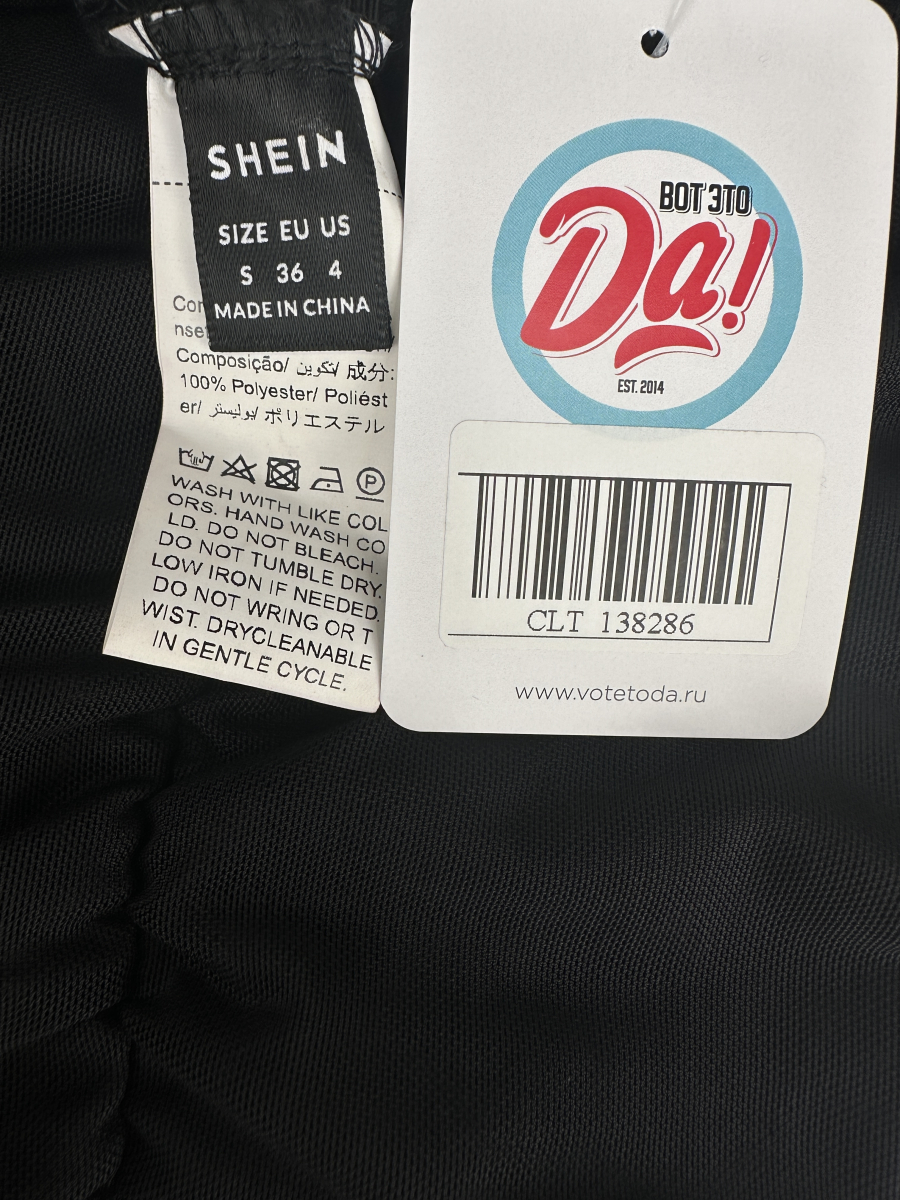 SHEIN
SIZE EU US
S 36 4
MADE IN CHINA
Composição/ تكوين/ 成分:
100% Polyester/ Poliést
er/ بوليستر/ ポリエステル
WASH WITH LIKE COL
ORS. HAND WASH CO
LD. DO NOT BLEACH.
DO NOT TUMBLE DRY.
LOW IRON IF NEEDED.
DO NOT WRING OR T
WIST. DRYCLEANABLE
IN GENTLE CYCLE.
ВОТ ЭТО
Da!
EST. 2014
CLT 138286
www.votetoda.ru